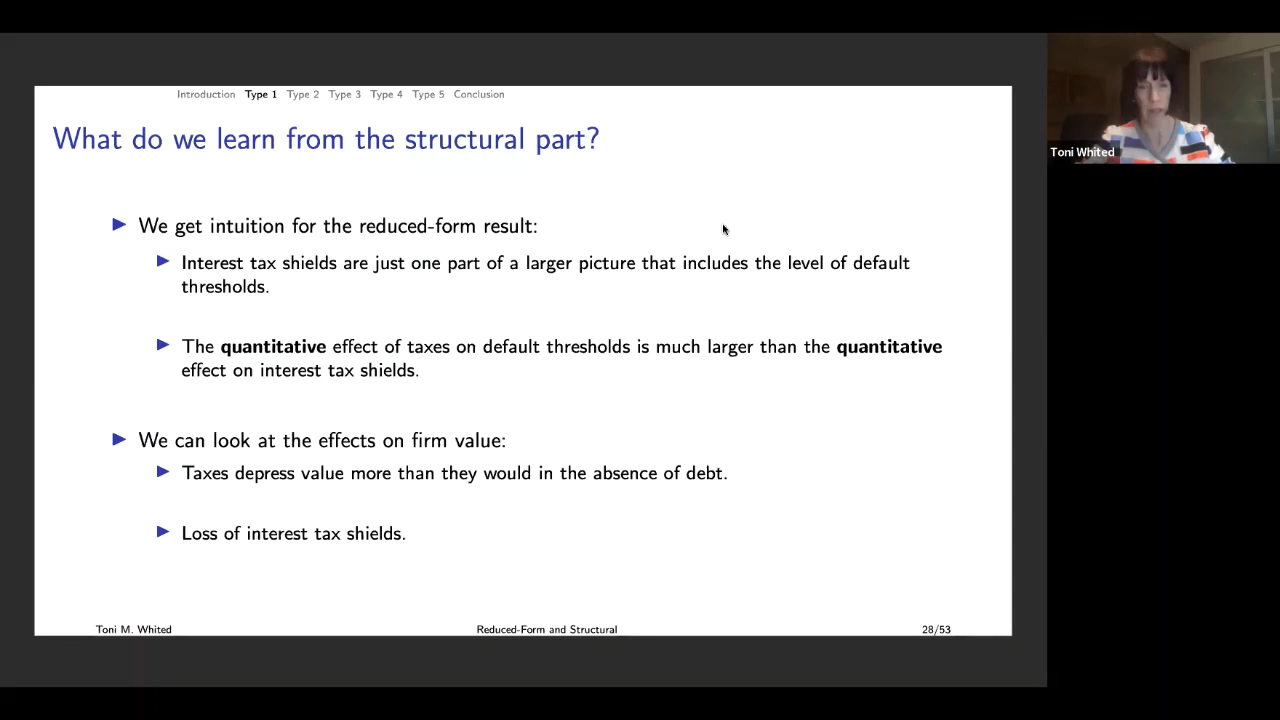 Introduction Type 1 Type 2 Type 3 Type 4 Type 5 Conclusion
What do we learn from the structural part?
We get intuition for the reduced-form result:
Interest tax shields are just one part of a larger picture that includes the level of default
thresholds.
The quantitative effect of taxes on default thresholds is much larger than the quantitative
effect on interest tax shields.
We can look at the effects on firm value:
Taxes depress value more than they would in the absence of debt.
Loss of interest tax shields.
Toni M. Whited Reduced-Form and Structural 28/53
Toni Whited